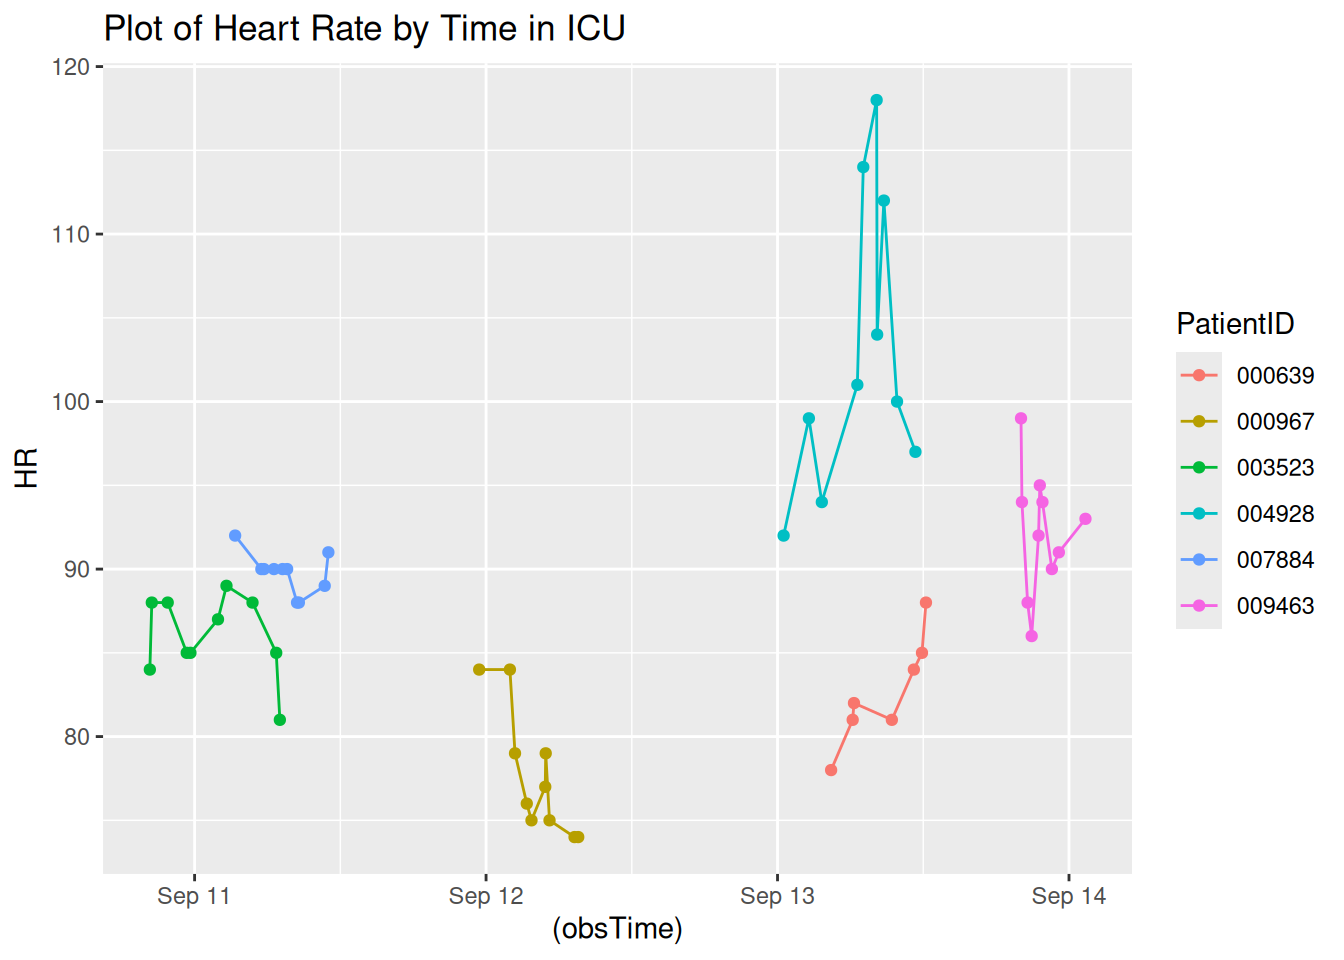 Plot of Heart Rate by Time in ICU
120
110
100
90
80
HR
Sep 11
Sep 12
Sep 13
Sep 14
(obsTime)
PatientID
000639
000967
003523
004928
007884
009463